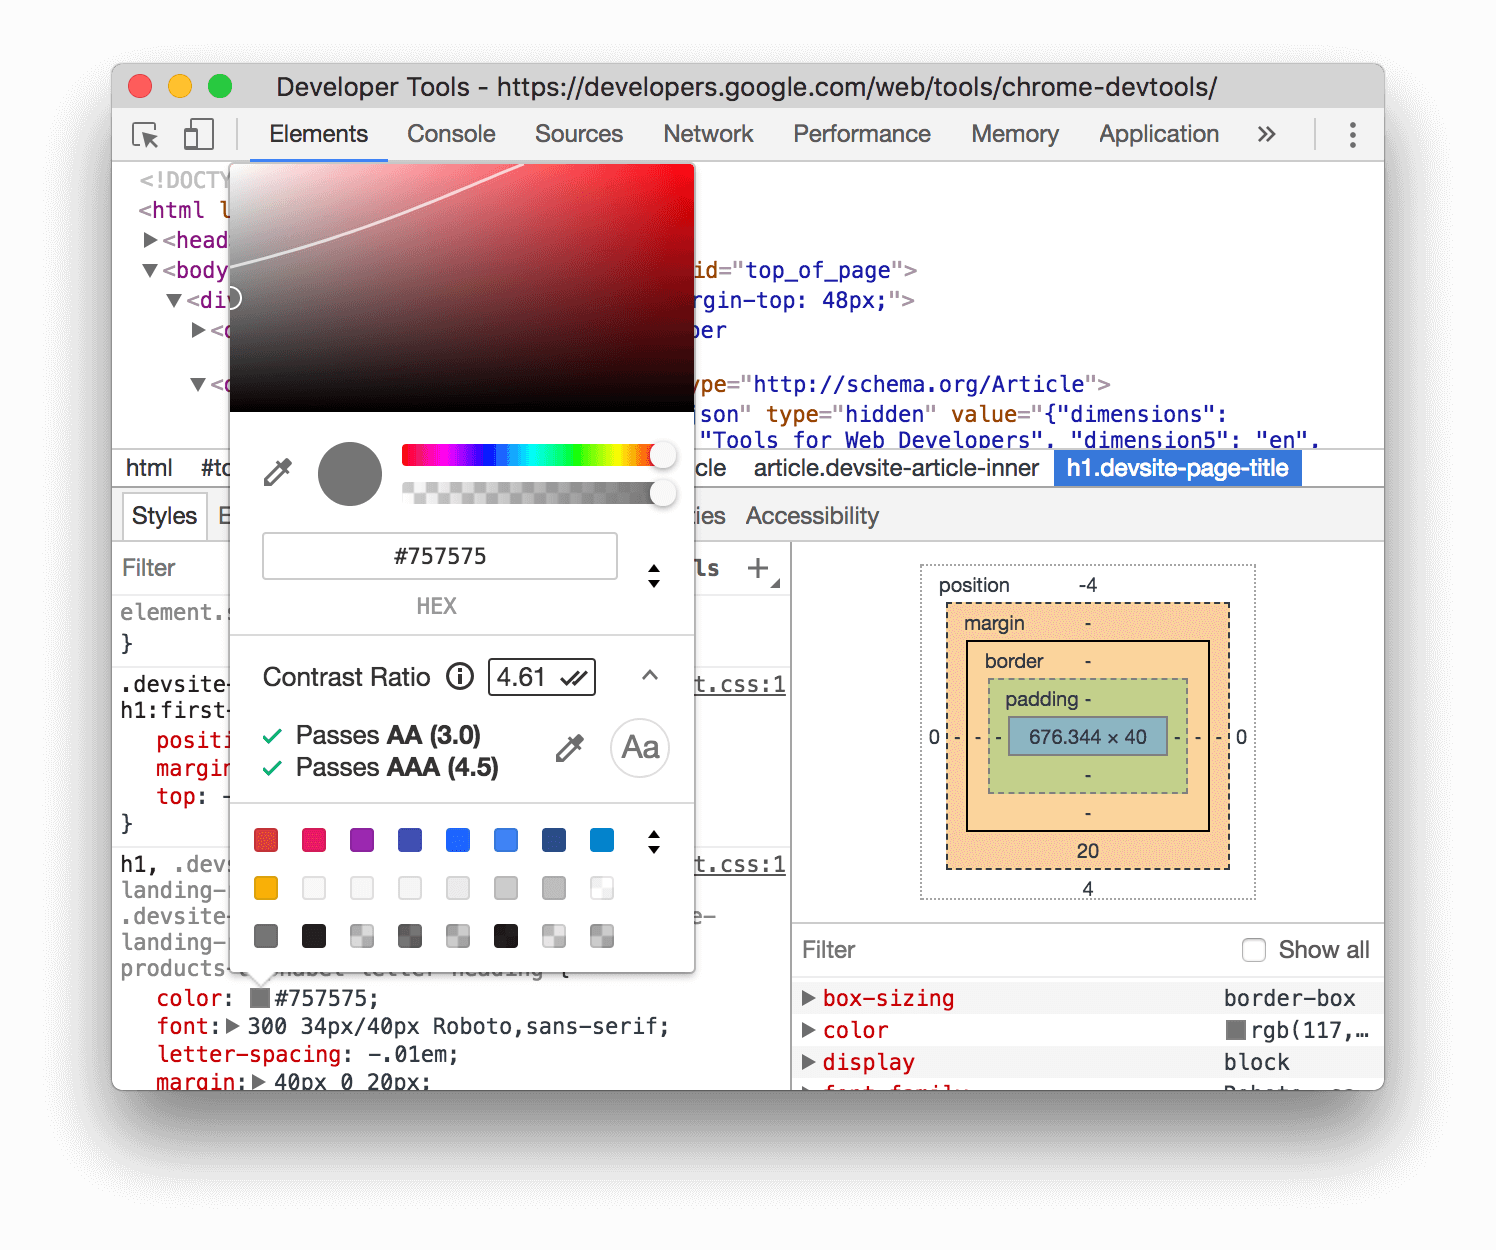 Developer Tools - https://developers.google.com/web/tools/chrome-devtools/
Elements Console Sources Network Performance Memory Application »
<!DOCTY
<html
<head
<body id="top_of_page">
<div rgin-top: 48px;">
per
ype="http://schema.org/Article">
json" type="hidden" value="{"dimensions":
"Tools for Web Developers", "dimension5": "en",
html #to cle article.devsite-article-inner h1.devsite-page-title
Styles E ies Accessibility
Filter ls +
element.s
}
.devsite- t.css:1
h1:first-
positi
margin
top: -
}
h1, .devs t.css:1
landing-
.devsite- e-
landing-
products-
color: #757575;
font: 300 34px/40px Roboto,sans-serif;
letter-spacing: -.01em;
margin: 40px 0 20px;
#757575
HEX
Contrast Ratio 4.61
Passes AA (3.0)
Passes AAA (4.5)
Aa
position -4
margin -
border -
padding -
0 - - - 676.344 × 40 - - - 0
-
-
20
4
Filter Show all
box-sizing border-box
color rgb(117,…
display block